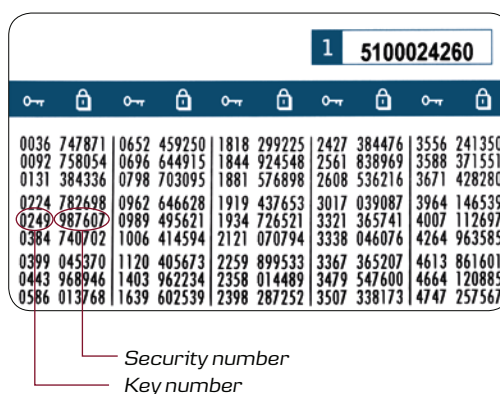 1 5100024260
0036 747871 0652 459250 1818 299225 2427 384476 3556 241350
0092 758054 0696 644915 1844 924548 2561 838969 3588 371551
0131 384336 0798 703095 1881 576898 2608 536216 3671 428280
0224 782698 0962 646628 1919 437653 3017 039087 3964 146539
0249 987607 0989 495621 1934 726521 3321 365741 4007 112697
0384 740702 1006 414594 2121 070794 3338 046076 4264 963585
0399 045370 1120 405673 2259 899533 3367 365207 4613 861601
0443 968946 1403 962234 2358 014489 3479 547600 4664 120885
0586 013768 1639 602539 2398 287252 3507 338173 4747 257567
Security number
Key number